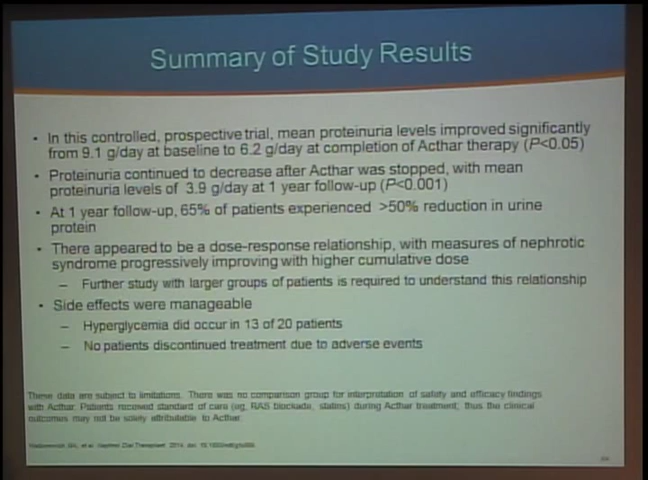 Summary of Study Results
• In this controlled, prospective trial, mean proteinuria levels improved significantly
from 9.1 g/day at baseline to 6.2 g/day at completion of Acthar therapy (P<0.05)
• Proteinuria continued to decrease after Acthar was stopped, with mean
proteinuria levels of 3.9 g/day at 1 year follow-up (P<0.001)
• At 1 year follow-up, 65% of patients experienced >50% reduction in urine
protein
• There appeared to be a dose-response relationship, with measures of nephrotic
syndrome progressively improving with higher cumulative dose
– Further study with larger groups of patients is required to understand this relationship
• Side effects were manageable
– Hyperglycemia did occur in 13 of 20 patients
– No patients discontinued treatment due to adverse events
These data are subject to limitations. There was no comparison group for interpretation of safety and efficacy findings
with Acthar. Patients received standard of care (eg, RAS blockade, statins) during Acthar treatment; thus the clinical
outcomes may not be solely attributable to Acthar.
et al. Transplant. 2014. doi: